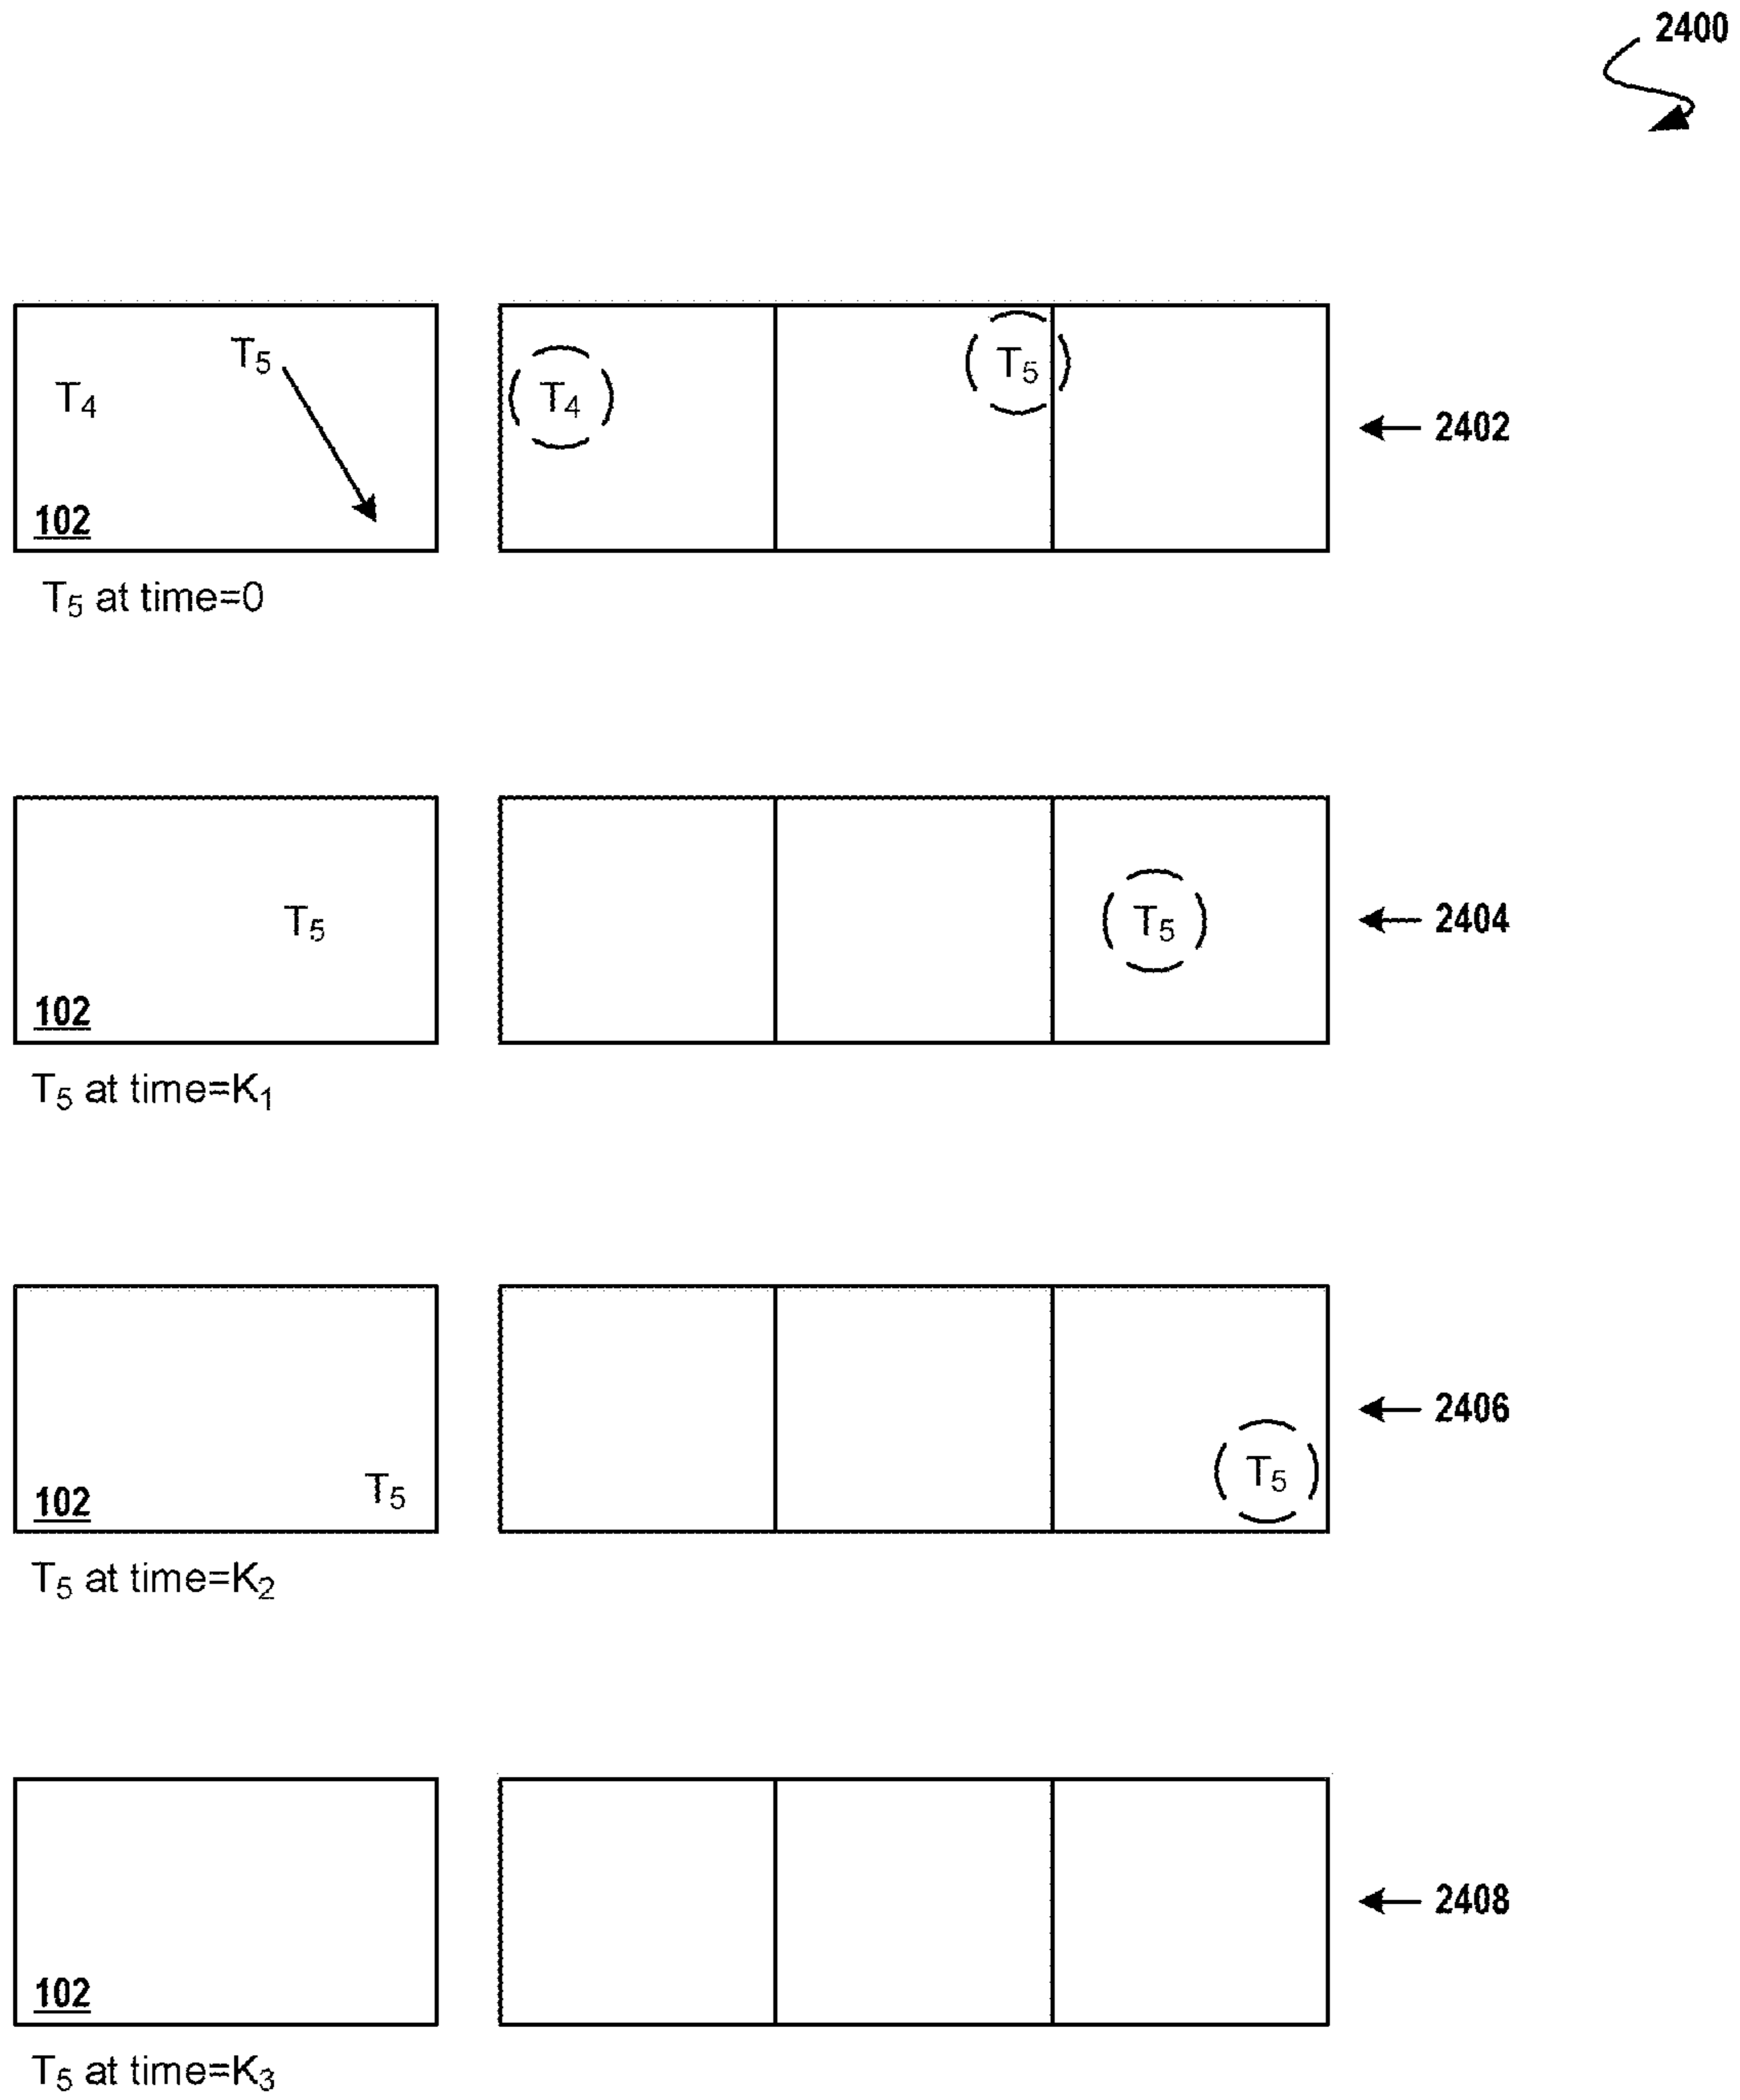 2400
T5
T4
T4
T5
102
2402
T5 at time=0
T5
T5
102
2404
T5 at time=K1
T5
T5
102
2406
T5 at time=K2
102
2408
T5 at time=K3